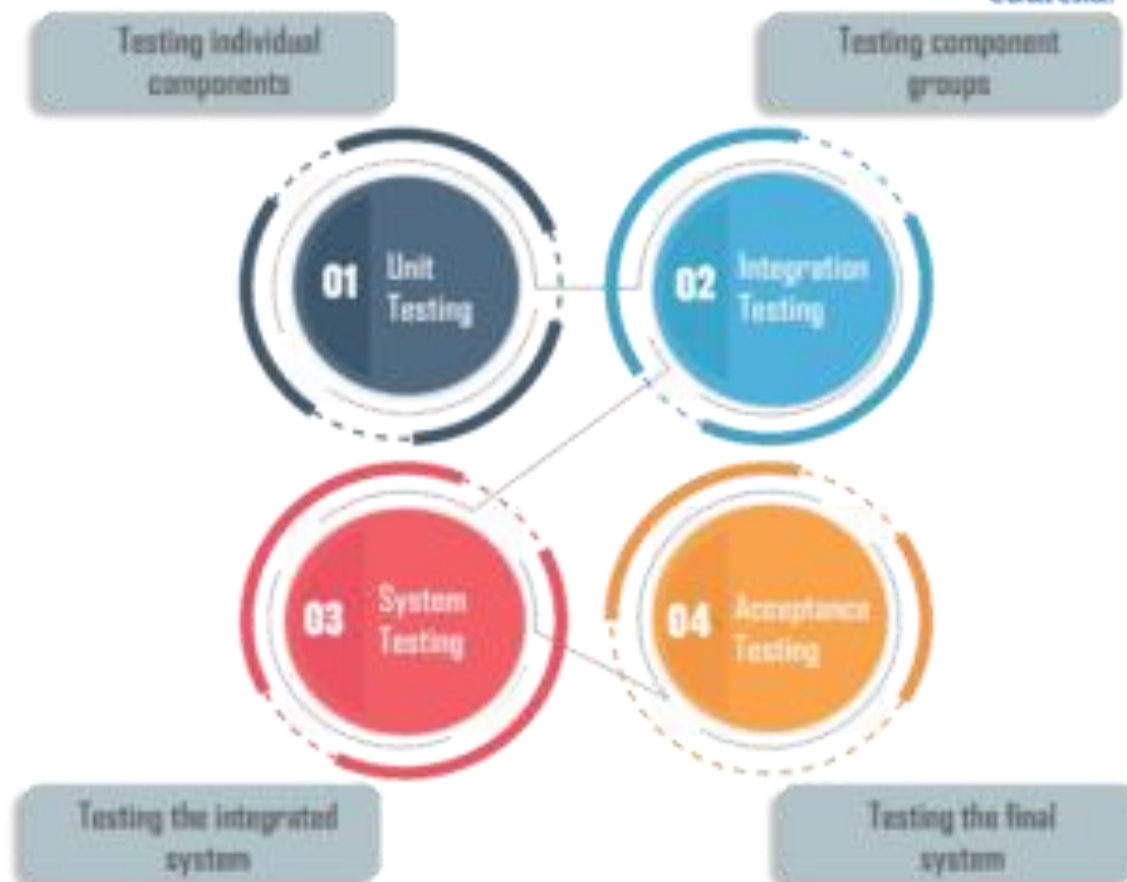 Testing individual
components
Testing component
groups
01
Unit
Testing
02
Integration
Testing
03
System
Testing
04
Acceptance
Testing
Testing the integrated
system
Testing the final
system